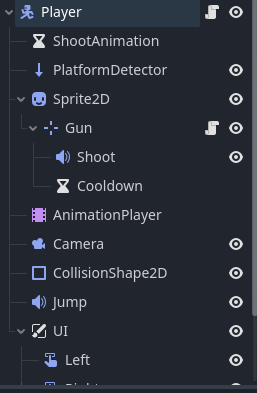 Player
ShootAnimation
PlatformDetector
Sprite2D
Gun
Shoot
Cooldown
AnimationPlayer
Camera
CollisionShape2D
Jump
UI
Left